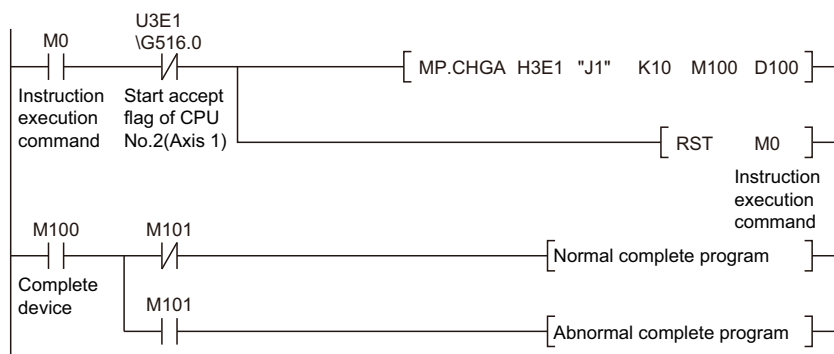 U3E1
M0 \G516.0
MP.CHGA H3E1 "J1" K10 M100 D100
Instruction
execution
command
Start accept
flag of CPU
No.2(Axis 1)
RST M0
Instruction
execution
command
M100 M101
Normal complete program
Complete
device
M101
Abnormal complete program